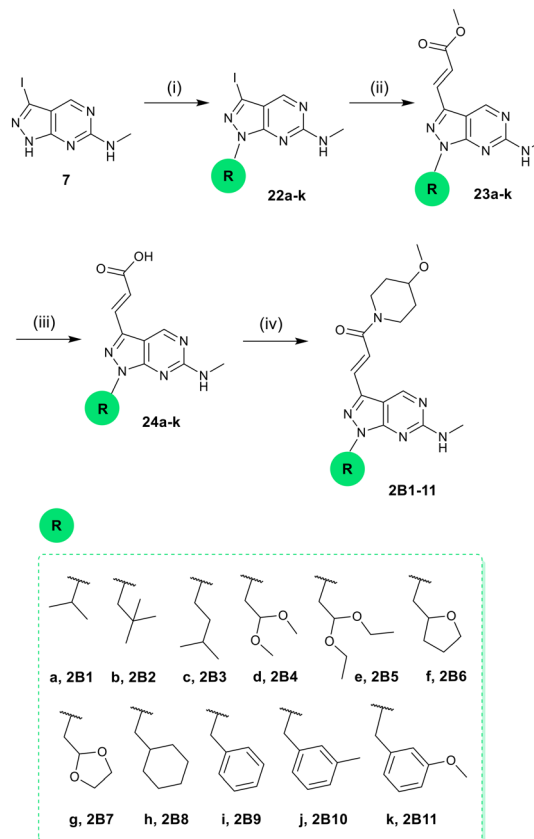 (i)
(ii)
I
N
N
N
H
N
N
H
7
I
N
N
N
N
N
H
R
22a-k
O
O
N
N
N
N
NH
R
23a-k
(iii)
(iv)
O
OH
N
N
N
N
N
H
R
24a-k
O
N
O
N
N
N
N
N
H
R
2B1-11
R
O
O
O
O
O
a, 2B1
b, 2B2
c, 2B3
d, 2B4
e, 2B5
f, 2B6
O
O
O
g, 2B7
h, 2B8
i, 2B9
j, 2B10
k, 2B11